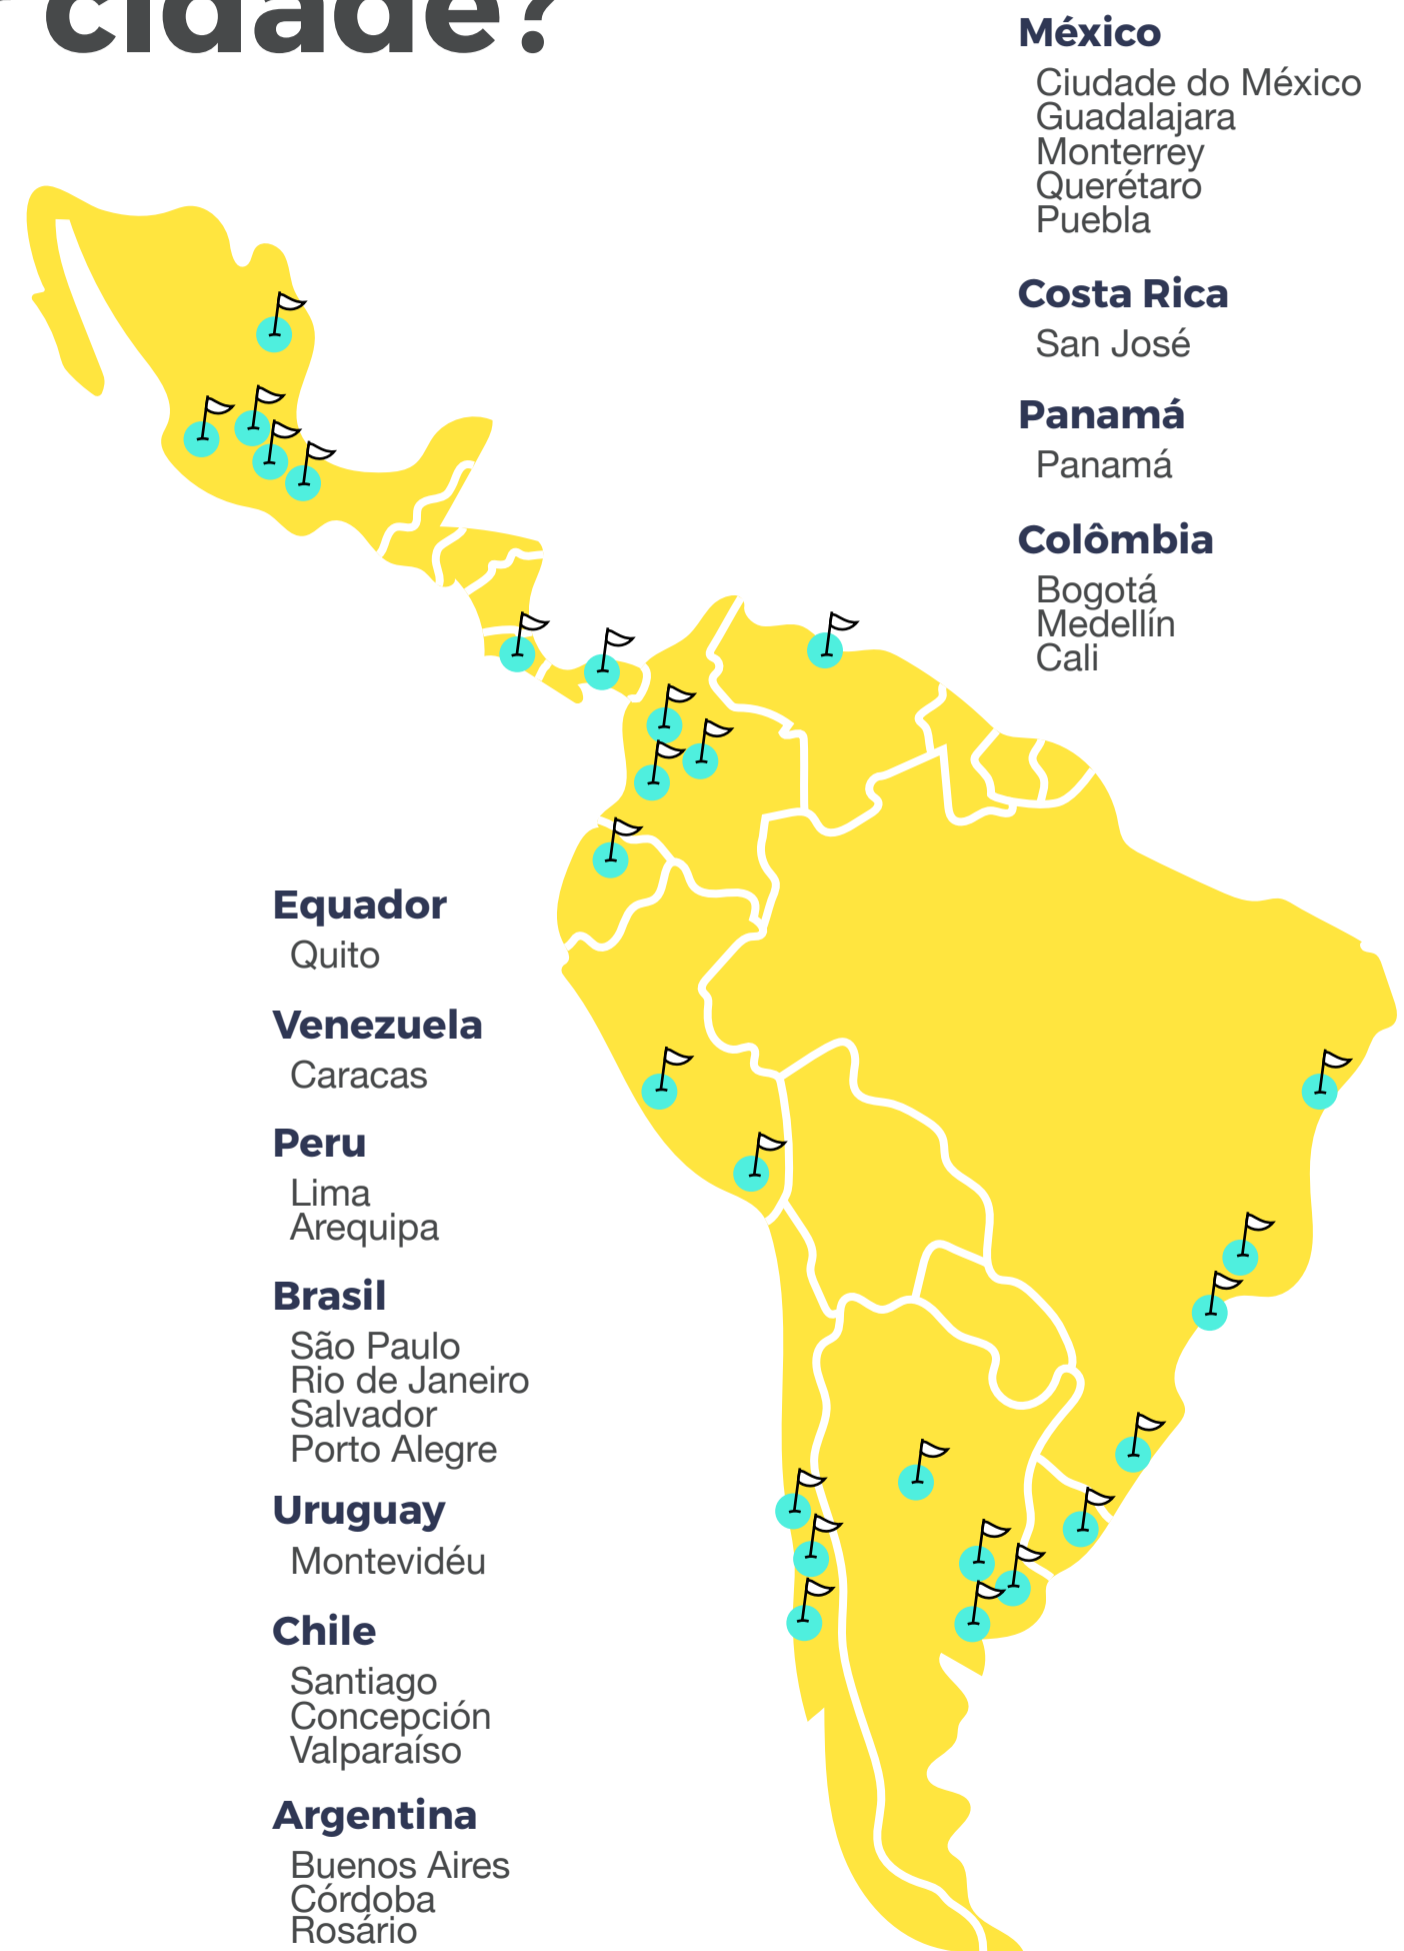 cidade?
México
Ciudade do México
Guadalajara
Monterrey
Querétaro
Puebla
Costa Rica
San José
Panamá
Panamá
Colômbia
Bogotá
Medellín
Cali
Equador
Quito
Venezuela
Caracas
Peru
Lima
Arequipa
Brasil
São Paulo
Rio de Janeiro
Salvador
Porto Alegre
Uruguay
Montevidéu
Chile
Santiago
Concepción
Valparaíso
Argentina
Buenos Aires
Córdoba
Rosário